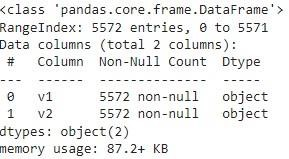 <class 'pandas.core.frame.DataFrame'>
RangeIndex: 5572 entries, 0 to 5571
Data columns (total 2 columns):
 #   Column  Non-Null Count  Dtype
---  ------  --------------  -----
 0   v1      5572 non-null   object
 1   v2      5572 non-null   object
dtypes: object(2)
memory usage: 87.2+ KB